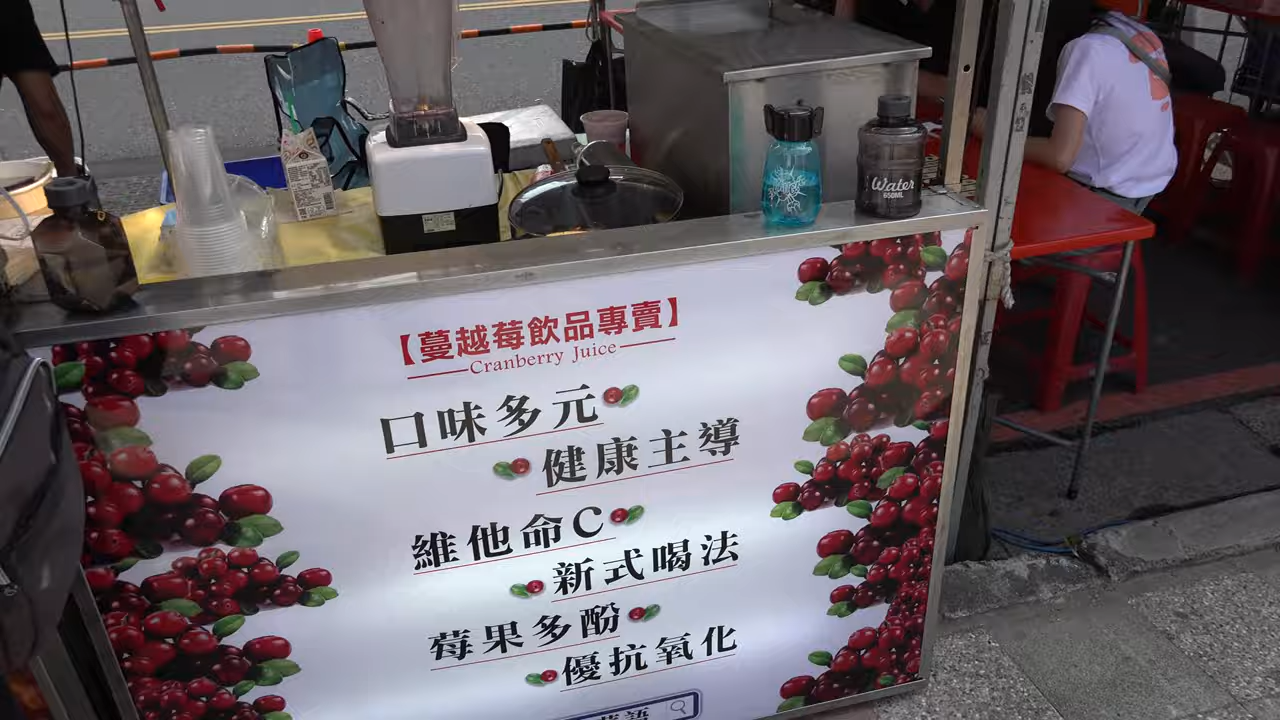 Water
650ML
【蔓越莓飲品專賣】
Cranberry Juice
口味多元
健康主導
維他命C
新式喝法
莓果多酚
優抗氧化